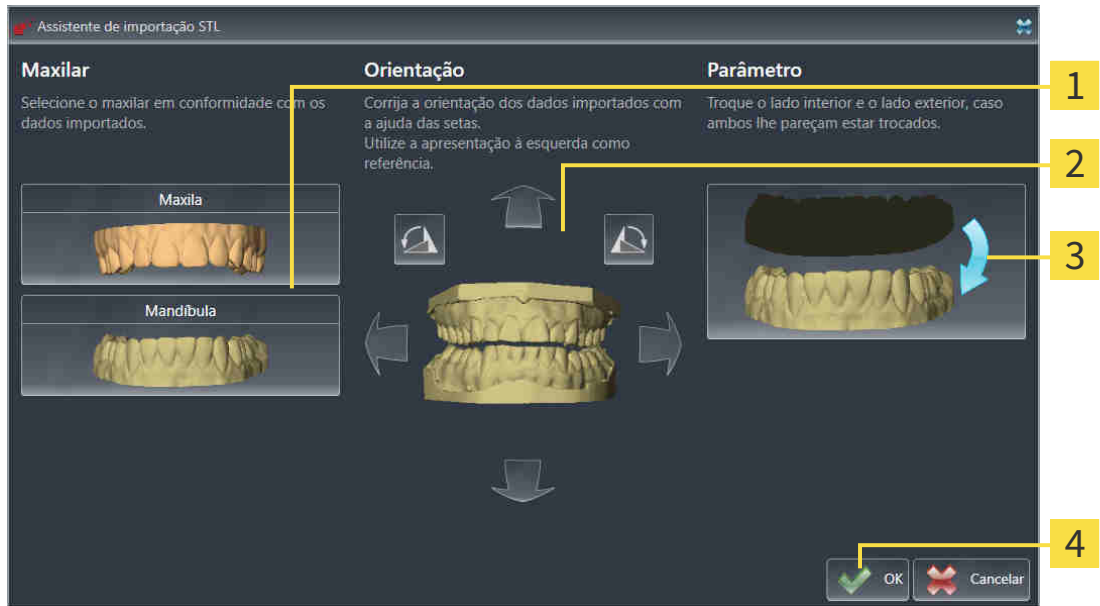 Assistente de importação STL
Maxilar
Selecione o maxilar em conformidade com os
dados importados.
Maxila
Mandíbula
Orientação
Corrija a orientação dos dados importados com
a ajuda das setas.
Utilize a apresentação à esquerda como
referência.
Parâmetro
Troque o lado interior e o lado exterior, caso
ambos lhe pareçam estar trocados.
OK
Cancelar
1
2
3
4